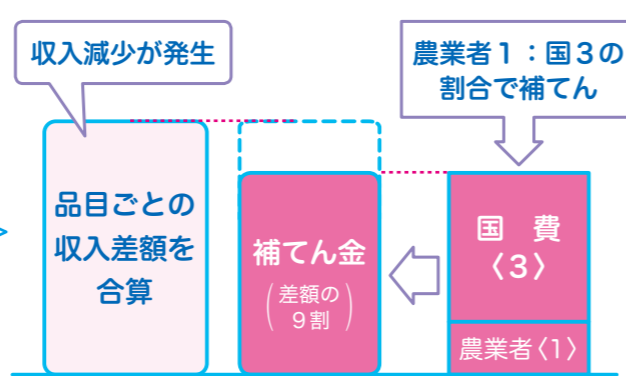 収入減少が発生
農業者1：国3の
割合で補てん
品目ごとの
収入差額を
合算
補てん金
(差額の
9割)
国　費
〈3〉
農業者〈1〉